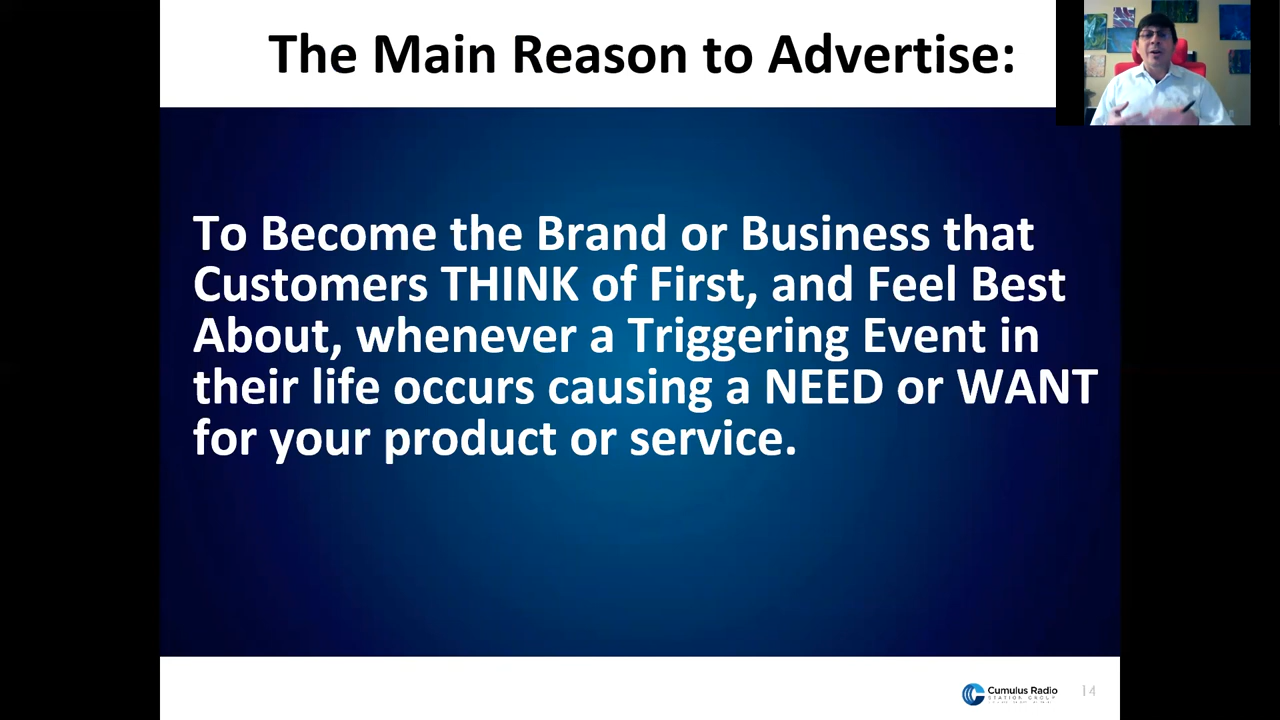 The Main Reason to Advertise:
To Become the Brand or Business that
Customers THINK of First, and Feel Best
About, whenever a Triggering Event in
their life occurs causing a NEED or WANT
for your product or service.
Cumulus Radio
STATION GROUP
14